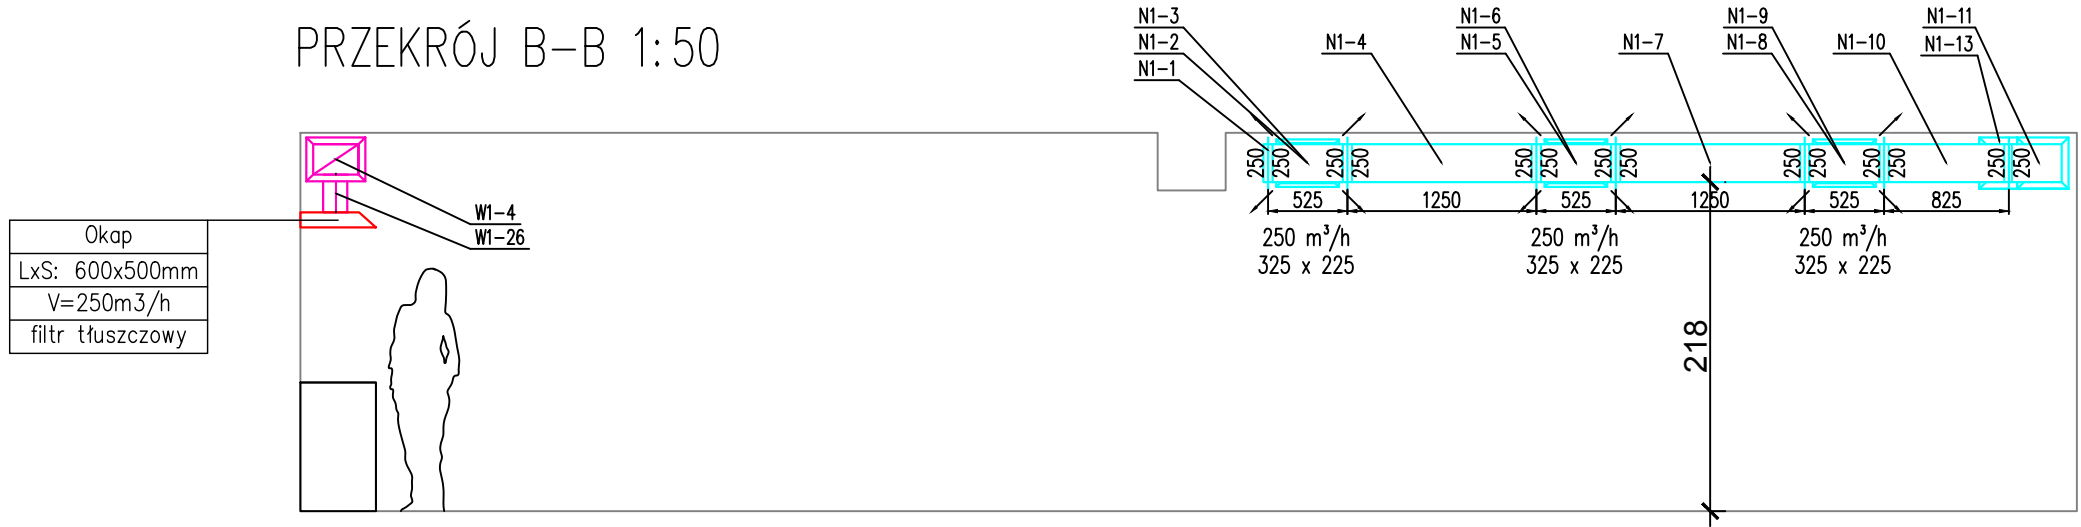 PRZEKRÓJ B-B 1:50
N1-3
N1-2
N1-1
N1-4
N1-6
N1-5
N1-7
N1-9
N1-8
N1-10
N1-11
N1-13
250 250 250 250 250 250 250 250 250 250 250 250 250 250
525 1250 525 1250 525 825
250 m³/h
325 x 225
250 m³/h
325 x 225
250 m³/h
325 x 225
218
W1-4
W1-26
Okap
LxS: 600x500mm
V=250m3/h
filtr tłuszczowy